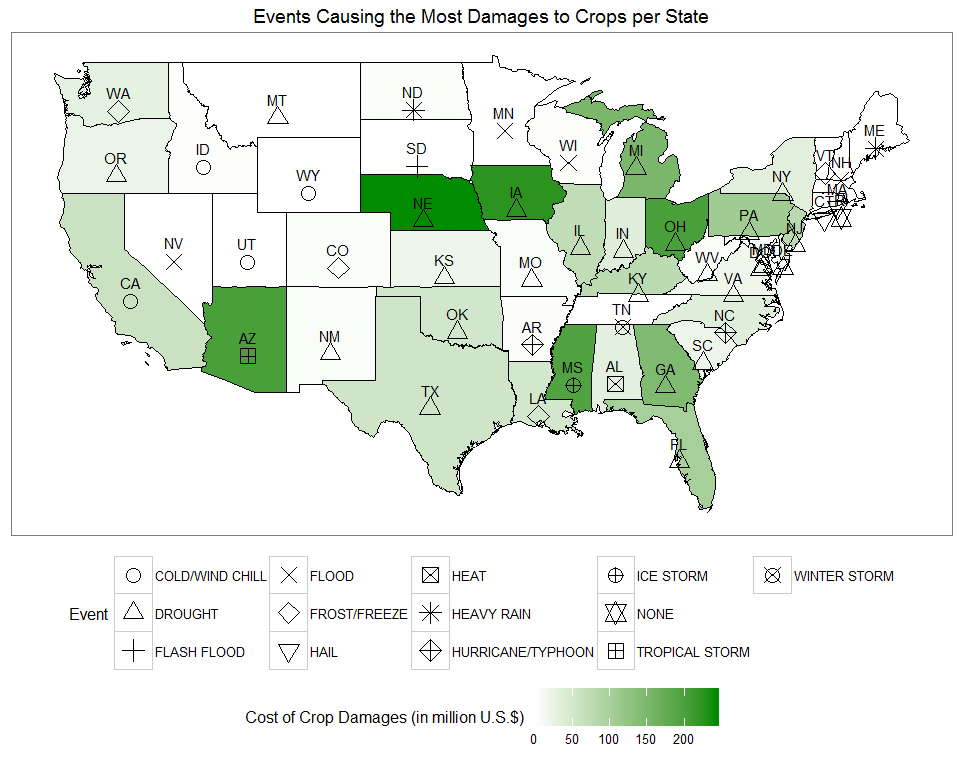 Events Causing the Most Damages to Crops per State
WA
MT
ND
MN
ME
OR
ID
SD
WI
MI
VT
NH
WY
NY
MA
NE
IA
CT
PA
OH
NJ
NV
UT
CO
IL
IN
KS
MO
WV
MD
DE
CA
KY
VA
AZ
NM
OK
AR
TN
NC
SC
TX
LA
MS
AL
GA
FL
COLD/WIND CHILL FLOOD HEAT ICE STORM WINTER STORM
Event DROUGHT FROST/FREEZE HEAVY RAIN NONE
FLASH FLOOD HAIL HURRICANE/TYPHOON TROPICAL STORM
Cost of Crop Damages (in million U.S.$)
0 50 100 150 200